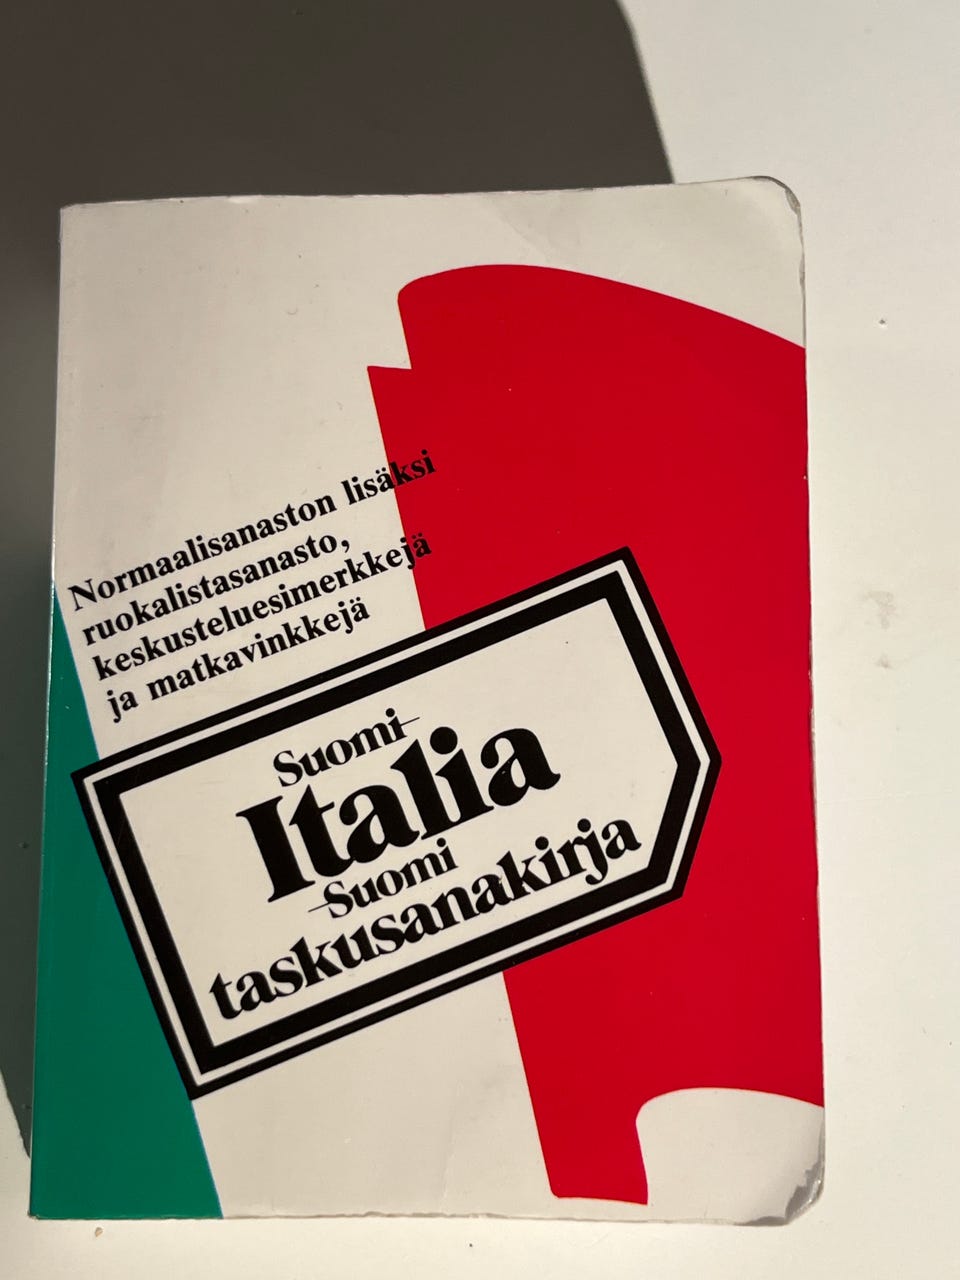 Normaalisanaston lisäksi
ruokalistasanasto,
keskusteluesimerkkejä
ja matkavinkkejä
Suomi-
Italia
-Suomi
taskusanakirja